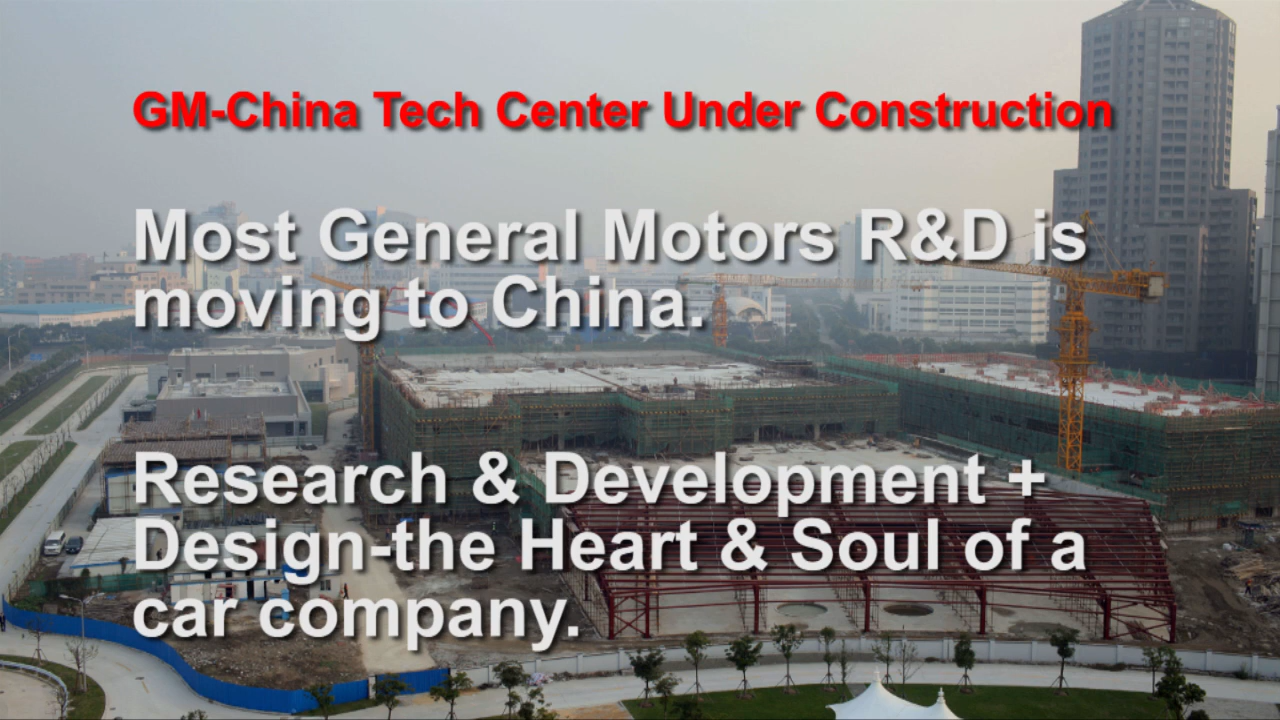 GM-China Tech Center Under Construction
Most General Motors R&D is
moving to China.
Research & Development +
Design-the Heart & Soul of a
car company.